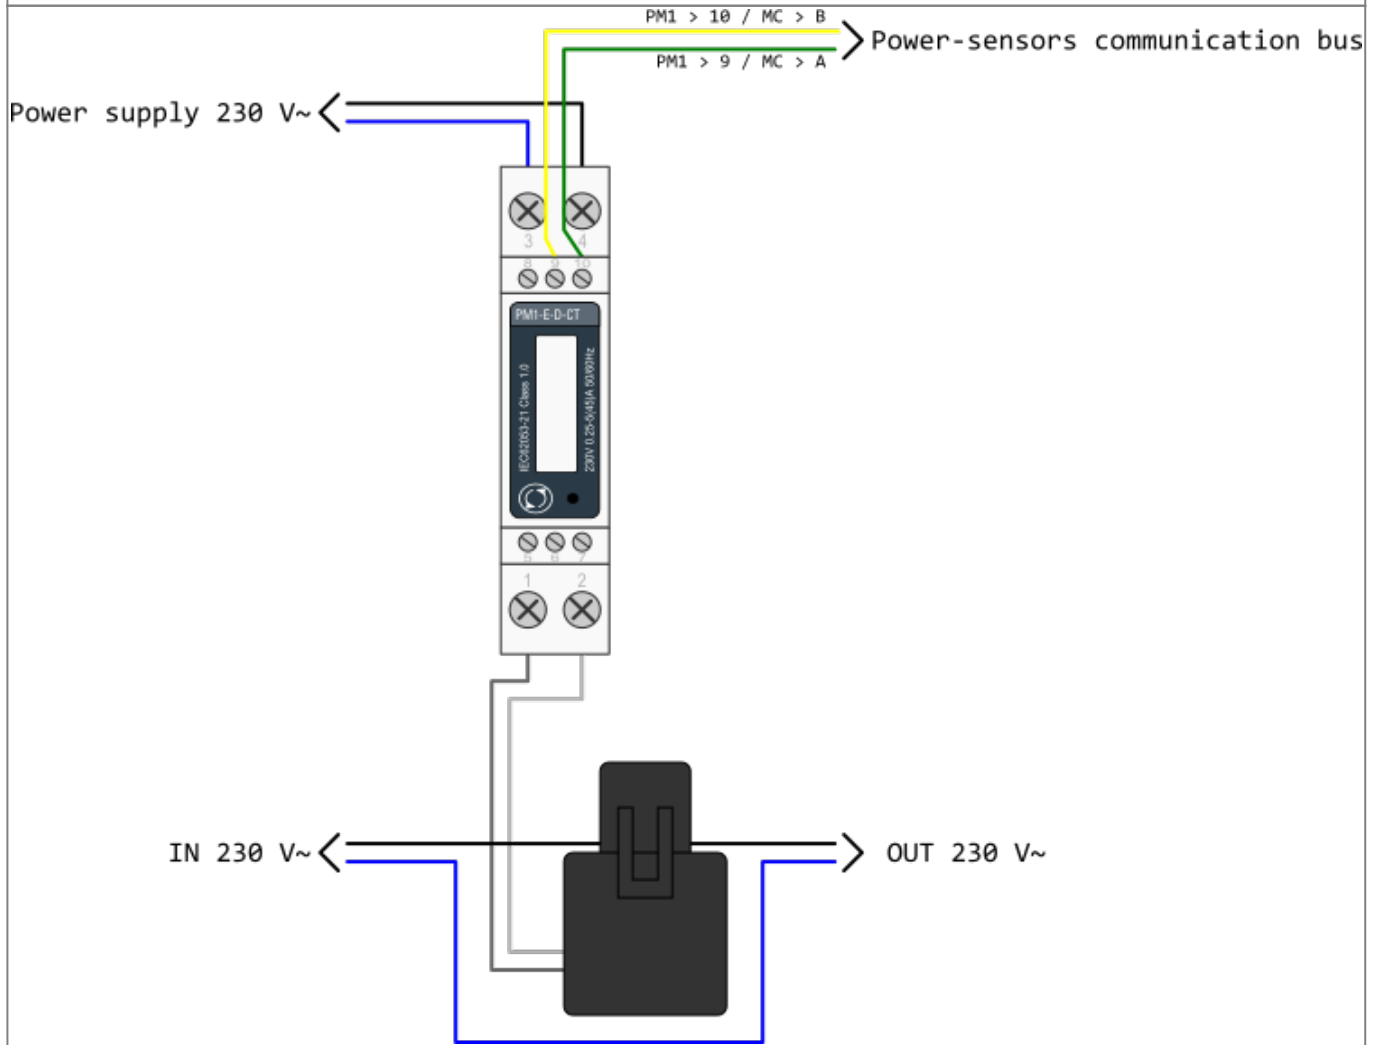 PM1 > 10 / MC > B
Power-sensors communication bus
PM1 > 9 / MC > A
Power supply 230 V~
3 4
8 9 10
PM1-E-D-CT
IEC62053-21 Class 1.0
230V 0.25-5(45)A 50/60Hz
5 6 7
1 2
IN 230 V~
OUT 230 V~